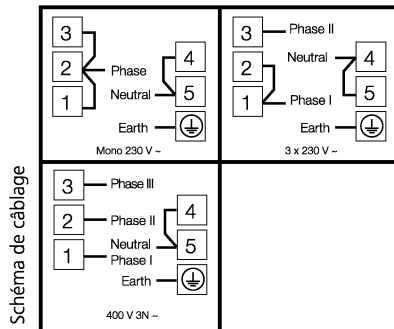 Schéma de câblage
3
2
1
Phase
Neutral
4
5
Earth
Mono 230 V ~
3
2
1
Phase II
Neutral
Phase I
4
5
Earth
3 x 230 V ~
3
2
1
Phase III
Phase II
Neutral
Phase I
4
5
Earth
400 V 3N ~